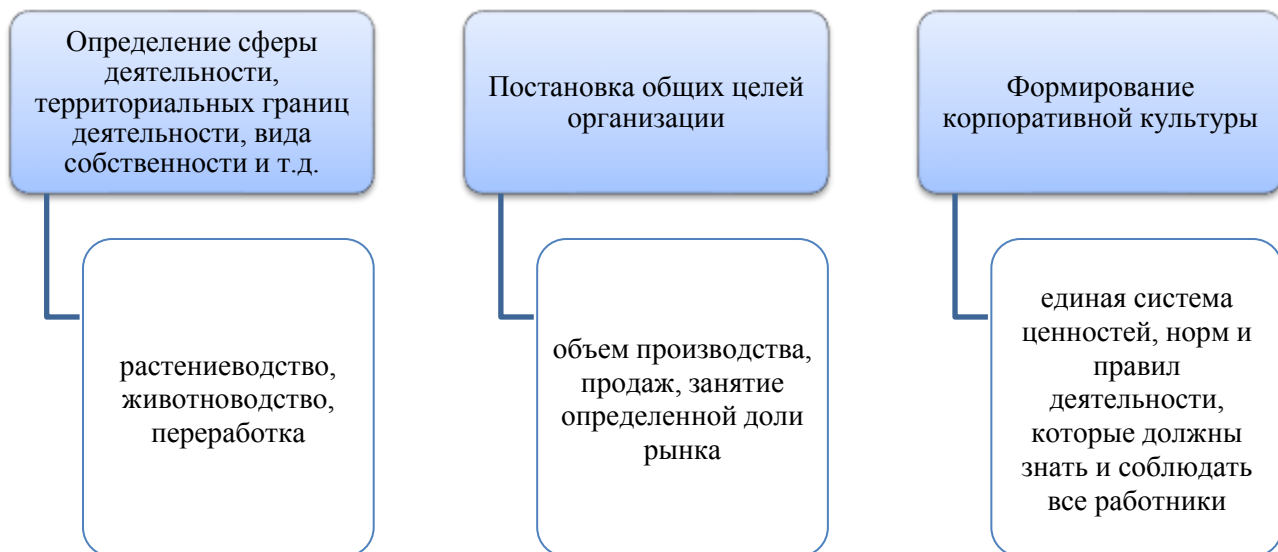 Определение сферы
деятельности,
территориальных границ
деятельности, вида
собственности и т.д.
растениеводство,
животноводство,
переработка
Постановка общих целей
организации
объем производства,
продаж, занятие
определенной доли
рынка
Формирование
корпоративной культуры
единая система
ценностей, норм и
правил
деятельности,
которые должны
знать и соблюдать
все работники